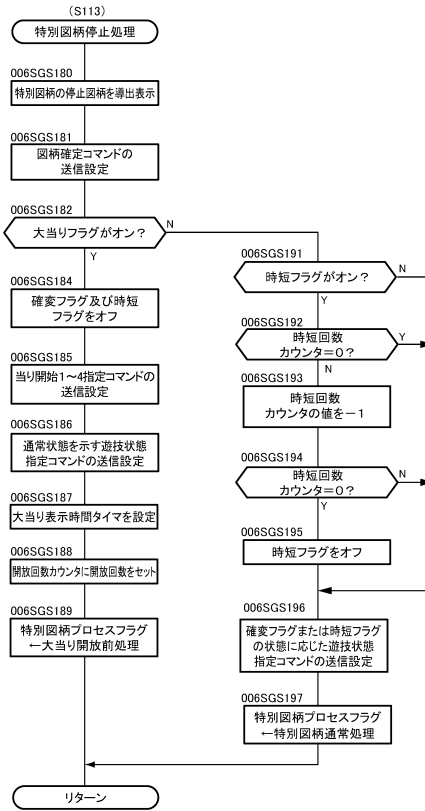 (S113)
特別図柄停止処理
006SGS180
特別図柄の停止図柄を導出表示
006SGS181
図柄確定コマンドの
送信設定
006SGS182
大当りフラグがオン？
N
Y
006SGS184
確変フラグ及び時短
フラグをオフ
006SGS185
当り開始1～4指定コマンドの
送信設定
006SGS186
通常状態を示す遊技状態
指定コマンドの送信設定
006SGS187
大当り表示時間タイマを設定
006SGS188
開放回数カウンタに開放回数をセット
006SGS189
特別図柄プロセスフラグ
←大当り開放前処理
006SGS191
時短フラグがオン？
N
Y
006SGS192
時短回数
カウンタ＝0？
Y
N
006SGS193
時短回数
カウンタの値を－1
006SGS194
時短回数
カウンタ＝0？
N
Y
006SGS195
時短フラグをオフ
006SGS196
確変フラグまたは時短フラグ
の状態に応じた遊技状態
指定コマンドの送信設定
006SGS197
特別図柄プロセスフラグ
←特別図柄通常処理
リターン